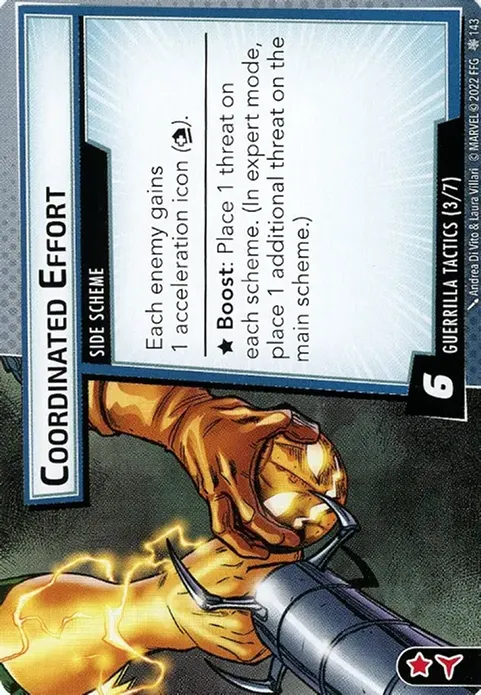 COORDINATED EFFORT
SIDE SCHEME
Each enemy gains
1 acceleration icon ( ).
★ Boost: Place 1 threat on
each scheme. (In expert mode,
place 1 additional threat on the
main scheme.)
6
GUERRILLA TACTICS (3/7)
Andrea Di Vito & Laura Villari © MARVEL © 2022 FFG 143